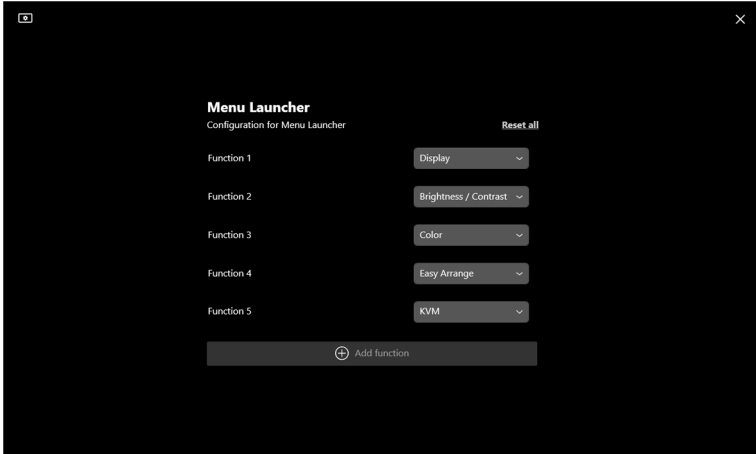 Menu Launcher
Configuration for Menu Launcher Reset all
Function 1 Display
Function 2 Brightness / Contrast
Function 3 Color
Function 4 Easy Arrange
Function 5 KVM
Add function